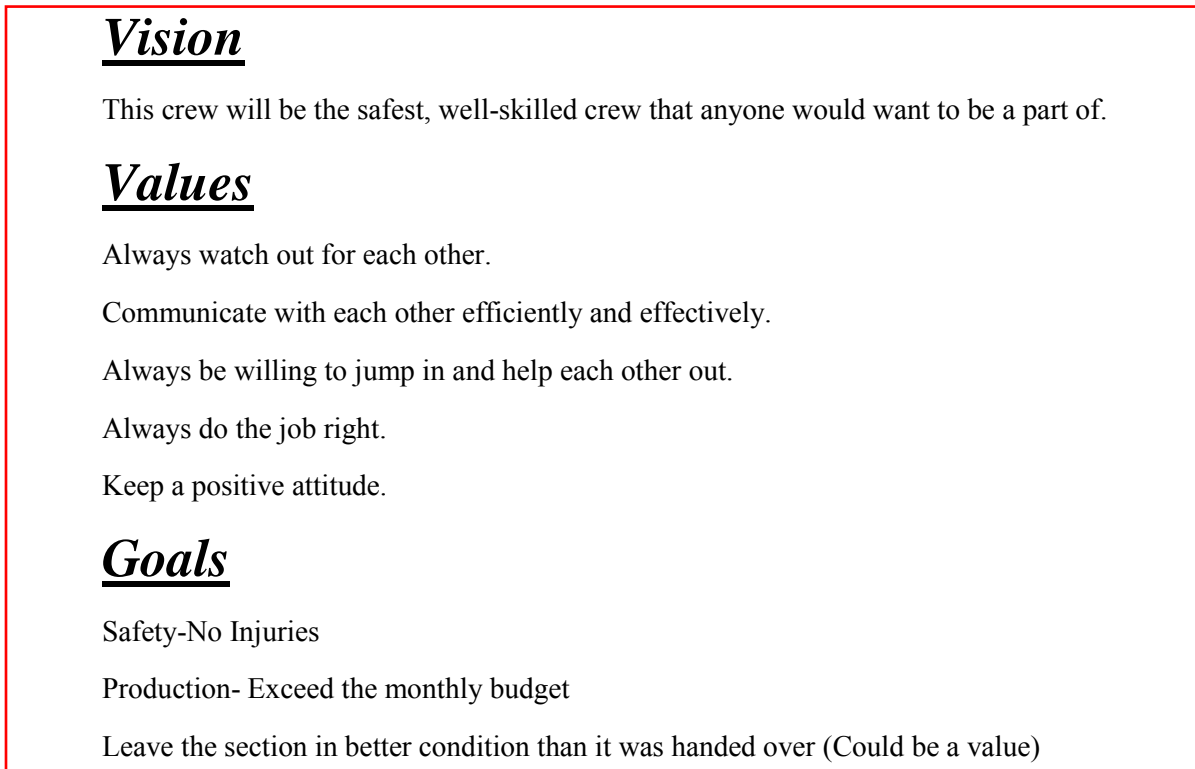 Vision
This crew will be the safest, well-skilled crew that anyone would want to be a part of.
Values
Always watch out for each other.
Communicate with each other efficiently and effectively.
Always be willing to jump in and help each other out.
Always do the job right.
Keep a positive attitude.
Goals
Safety-No Injuries
Production- Exceed the monthly budget
Leave the section in better condition than it was handed over (Could be a value)